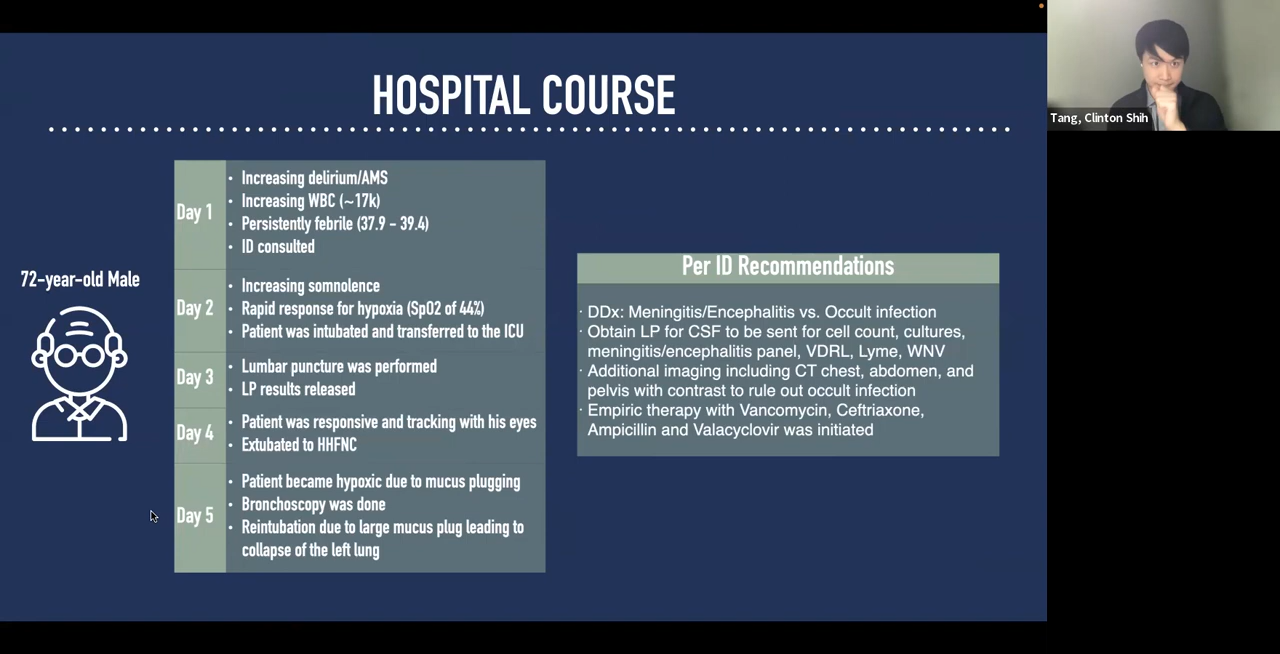 HOSPITAL COURSE
Tang, Clinton Shih
72-year-old Male
Day 1
• Increasing delirium/AMS
• Increasing WBC (~17k)
• Persistently febrile (37.9 – 39.4)
• ID consulted
Day 2
• Increasing somnolence
• Rapid response for hypoxia (SpO2 of 44%)
• Patient was intubated and transferred to the ICU
Day 3
• Lumbar puncture was performed
• LP results released
Day 4
• Patient was responsive and tracking with his eyes
• Extubated to HHFNC
Day 5
• Patient became hypoxic due to mucus plugging
• Bronchoscopy was done
• Reintubation due to large mucus plug leading to
collapse of the left lung
Per ID Recommendations
· DDx: Meningitis/Encephalitis vs. Occult infection
· Obtain LP for CSF to be sent for cell count, cultures,
meningitis/encephalitis panel, VDRL, Lyme, WNV
· Additional imaging including CT chest, abdomen, and
pelvis with contrast to rule out occult infection
· Empiric therapy with Vancomycin, Ceftriaxone,
Ampicillin and Valacyclovir was initiated